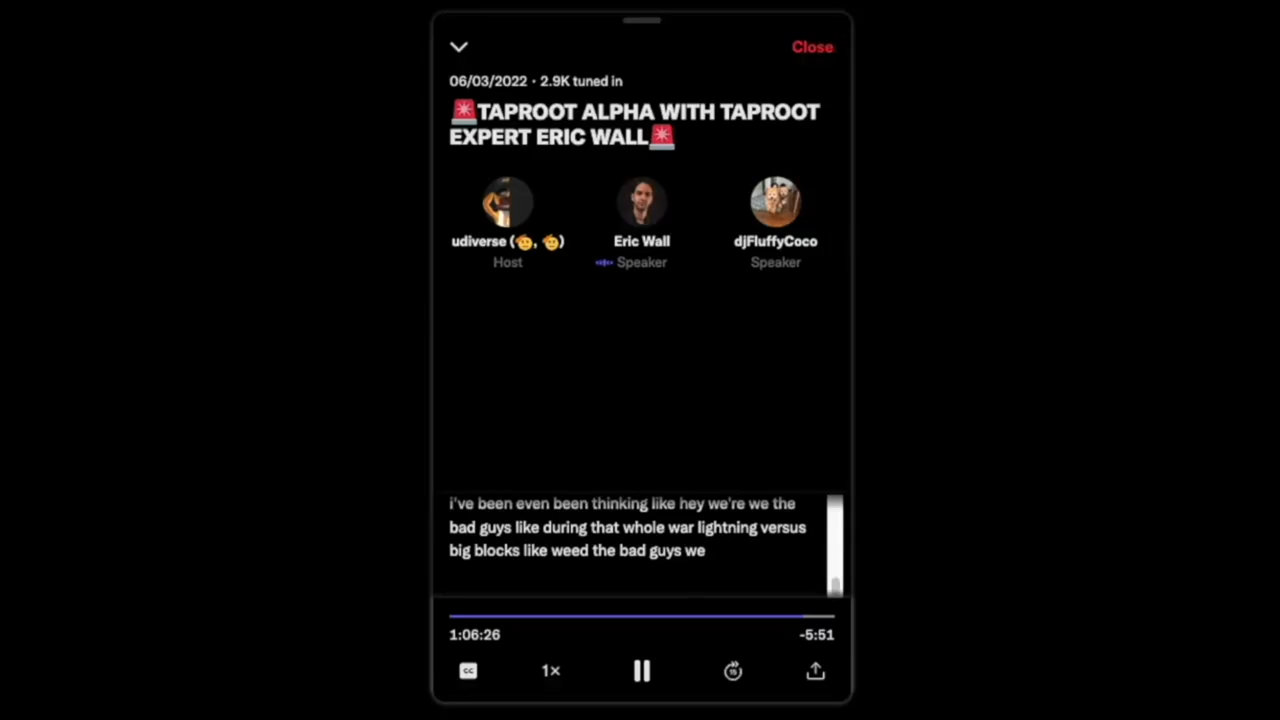 Close
06/03/2022 · 2.9K tuned in
🚨TAPROOT ALPHA WITH TAPROOT
EXPERT ERIC WALL🚨
udiverse (🤕, 🤕) Eric Wall djFluffyCoco
Host Speaker Speaker
i've been even been thinking like hey we're we the
bad guys like during that whole war lightning versus
big blocks like weed the bad guys we
1:06:26 -5:51
CC 1× 15